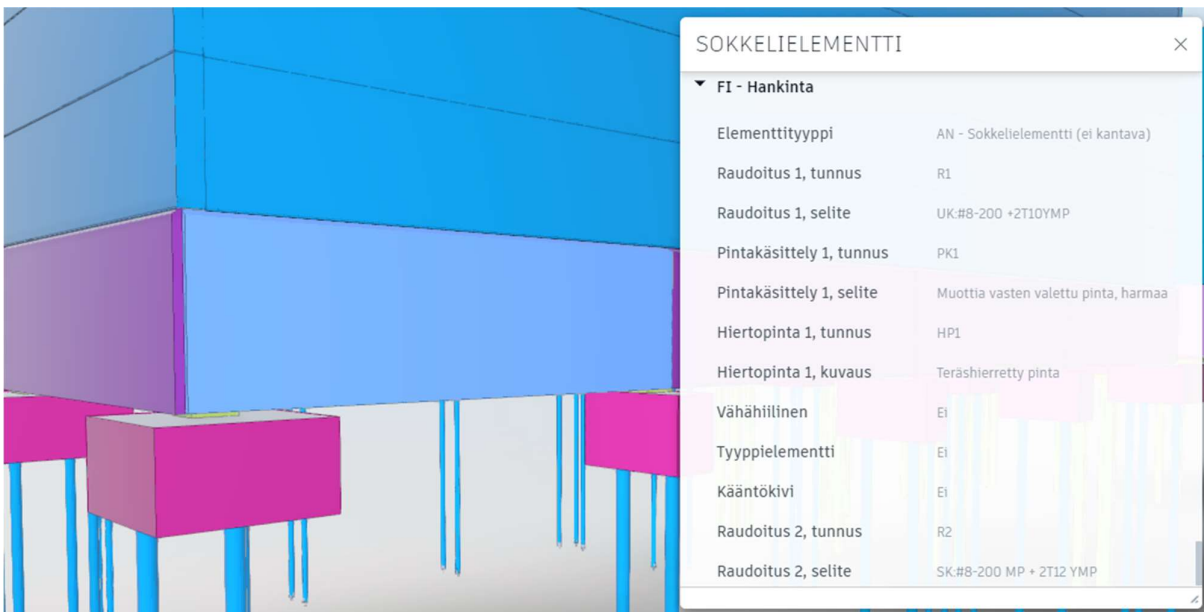 SOKKELIELEMENTTI
FI - Hankinta
Elementtityyppi AN - Sokkelielementti (ei kantava)
Raudoitus 1, tunnus R1
Raudoitus 1, selite UK:#8-200 +2T10YMP
Pintakäsittely 1, tunnus PK1
Pintakäsittely 1, selite Muottia vasten valettu pinta, harmaa
Hiertopinta 1, tunnus HP1
Hiertopinta 1, kuvaus Teräshierretty pinta
Vähähiilinen Ei
Tyyppielementti Ei
Kääntökivi Ei
Raudoitus 2, tunnus R2
Raudoitus 2, selite SK:#8-200 MP + 2T12 YMP